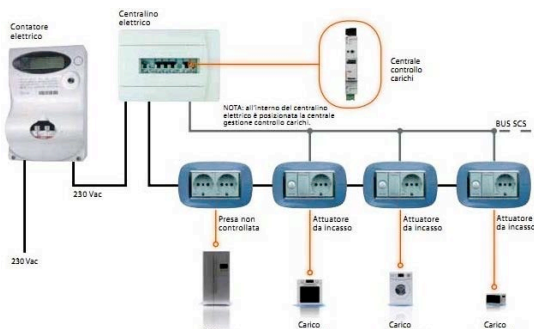 Contatore
elettrico
Centralino
elettrico
Centrale
controllo
carichi
NOTA: all'interno del centralino
elettrico è posizionata la centrale
gestione controllo carichi.
BUS SCS
230 Vac
Presa non
controllata
Attuatore
da incasso
Attuatore
da incasso
Attuatore
da incasso
230 Vac
Carico
Carico
Carico